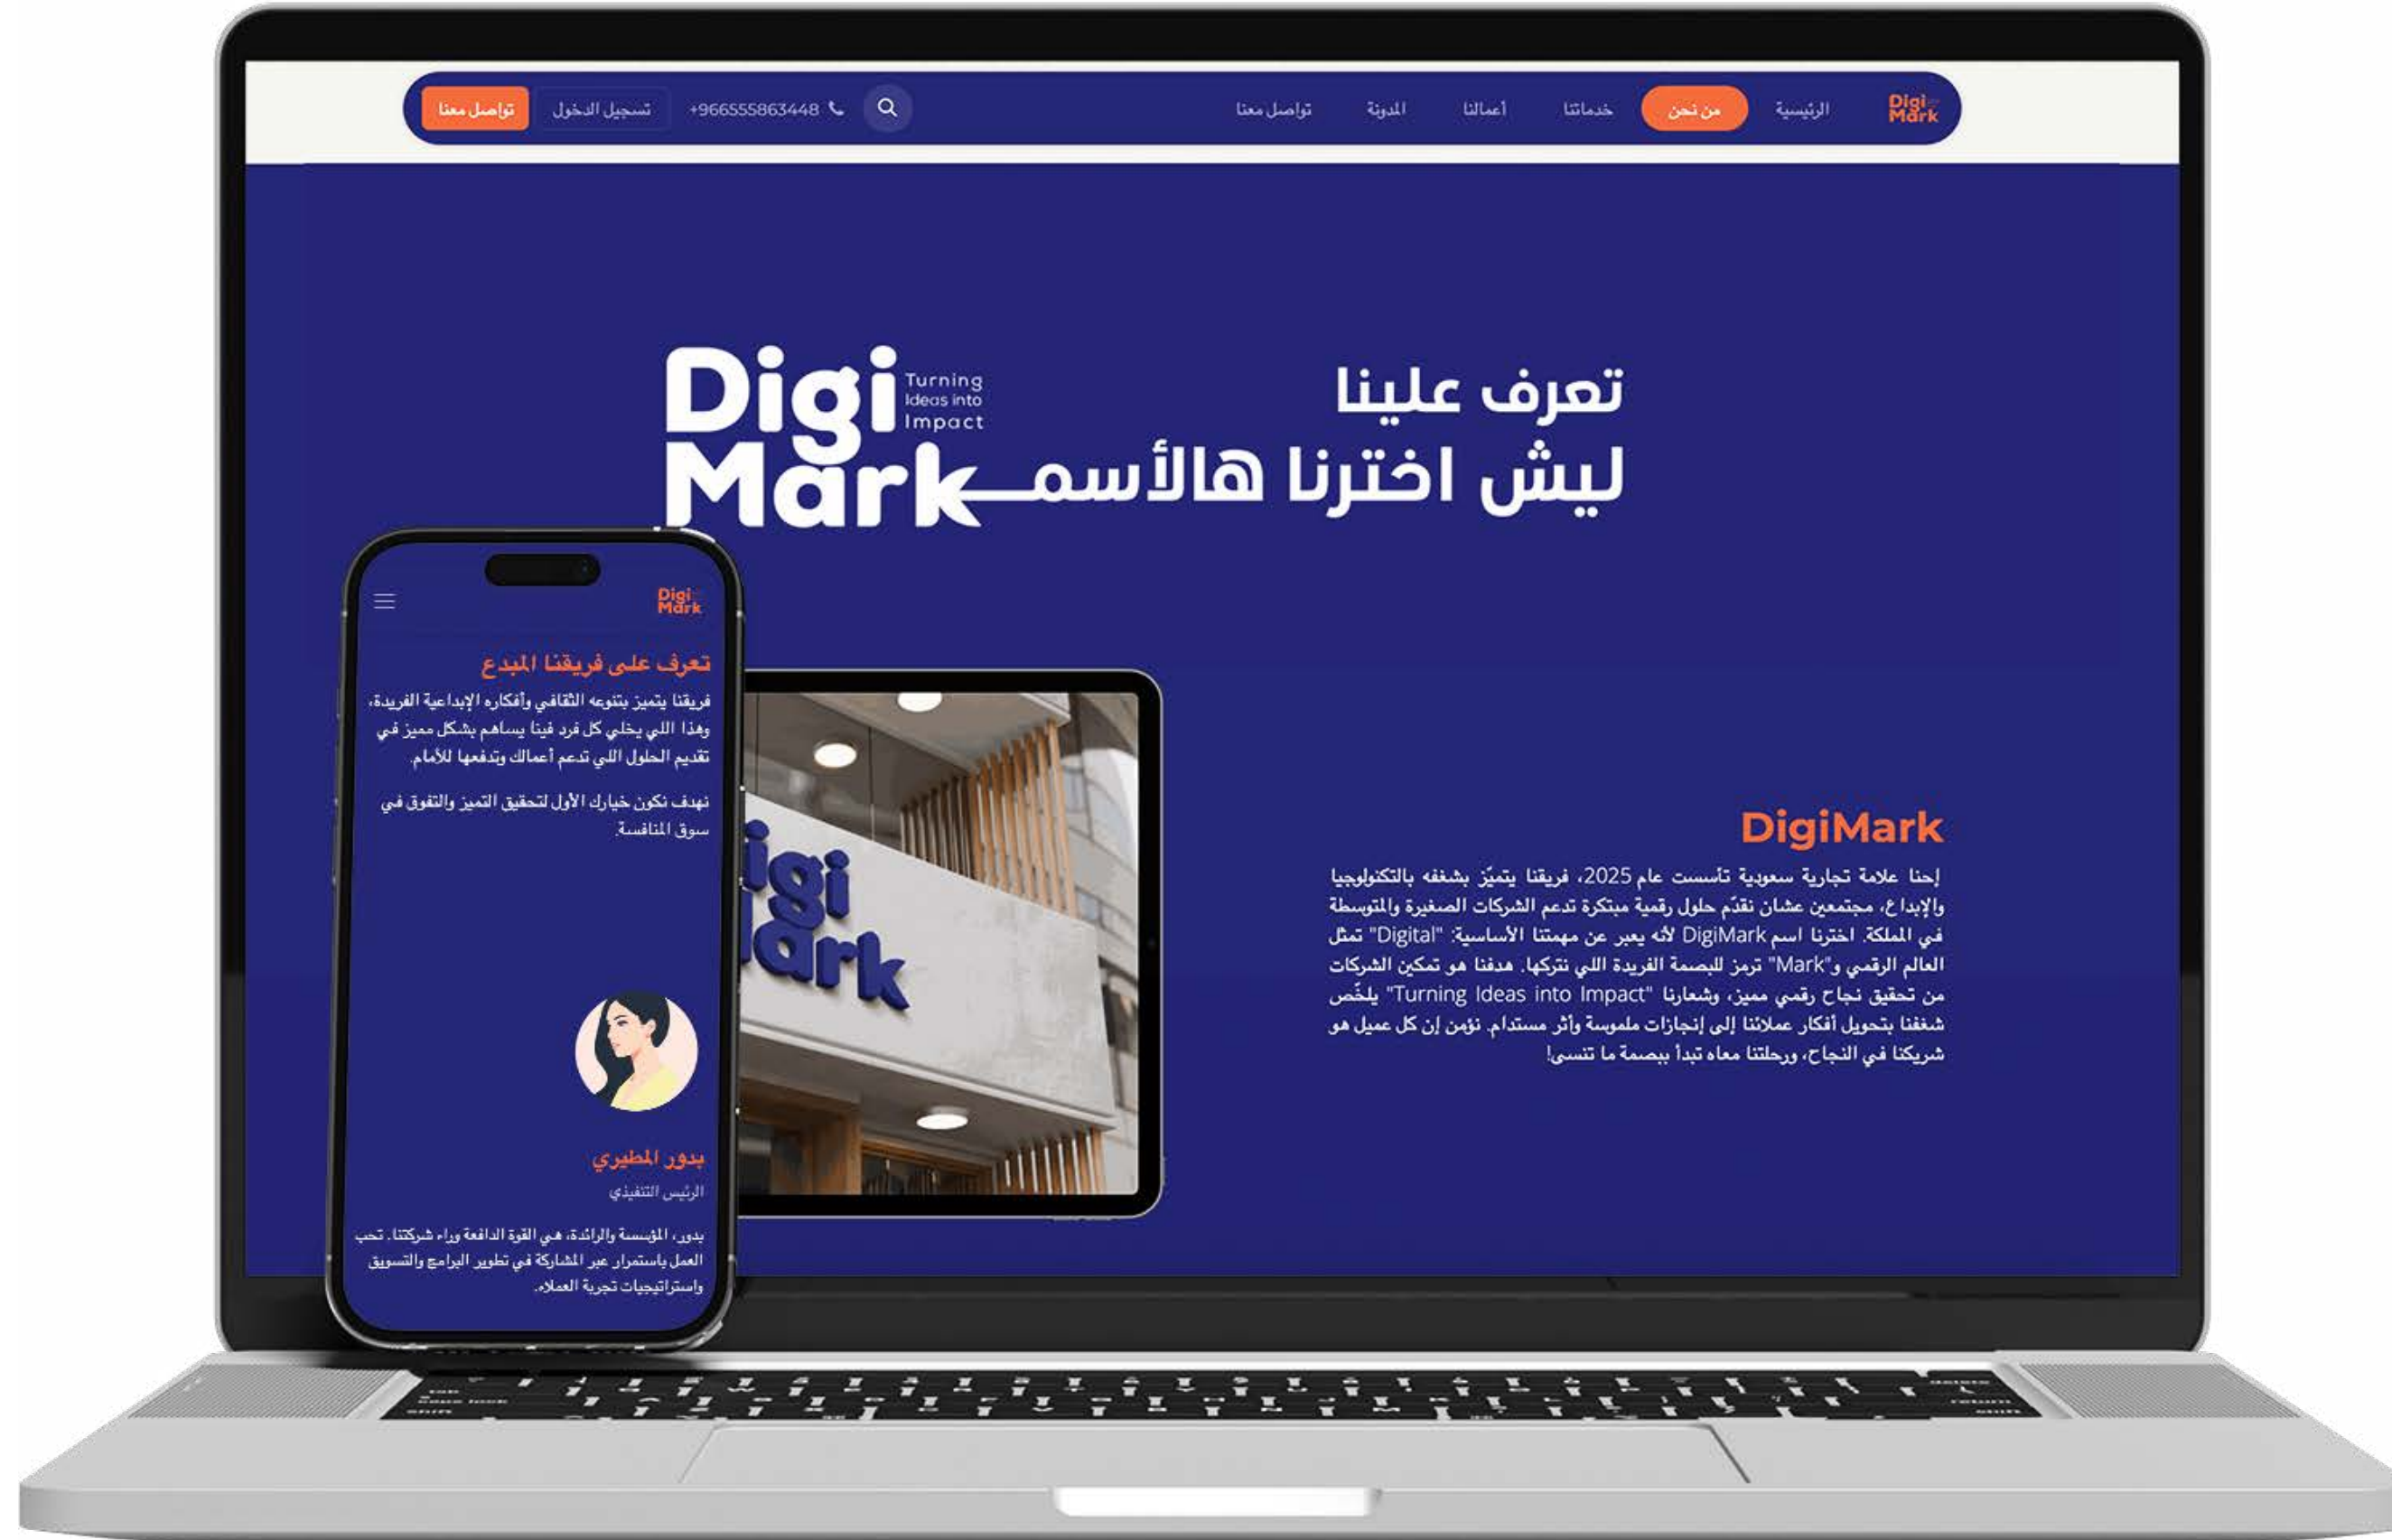 Digi
Mark
الرئيسية
من نحن
خدماتنا
أعمالنا
المدونة
تواصل معنا
+966555863448
تسجيل الدخول
تواصل معنا
تعرف علينا
ليش اختر­نا هالأسم
Digi
Mark
Turning
Ideas into
Impact
DigiMark
إحنا علامة تجارية سعودية تأسست عام 2025، فريقنا يتميّز بشغفه بالتكنولوجيا
والإبداع، مجتمعين عشان نقدّم حلول رقمية مبتكرة تدعم الشركات الصغيرة والمتوسطة
في المملكة. اخترنا اسم DigiMark لأنه يعبر عن مهمتنا الأساسية: "Digital" تمثل
العالم الرقمي و"Mark" ترمز للبصمة الفريدة اللي نتركها. هدفنا هو تمكين الشركات
من تحقيق نجاح رقمي مميز، وشعارنا "Turning Ideas into Impact" يلخّص
شغفنا بتحويل أفكار عملائنا إلى إنجازات ملموسة وأثر مستدام. نؤمن إن كل عميل هو
شريكنا في النجاح، ورحلتنا معاه تبدأ ببصمة ما تنسى!
igi
ark
Digi
Mark
تعرف على فريقنا المبدع
فريقنا يتميز بتنوعه الثقافي وأفكاره الإبداعية الفريدة،
وهذا اللي يخلي كل فرد فينا يساهم بشكل مميز في
تقديم الحلول اللي تدعم أعمالك وتدفعها للأمام.
نهدف نكون خيارك الأول لتحقيق التميز والتفوق في
سوق المنافسة.
بدور المطيري
الرئيس التنفيذي
بدور، المؤسسة والرائدة، هي القوة الدافعة وراء شركتنا. تحب
العمل باستمرار عبر المشاركة في تطوير البرامج والتسويق
واستراتيجيات تجربة العملاء.